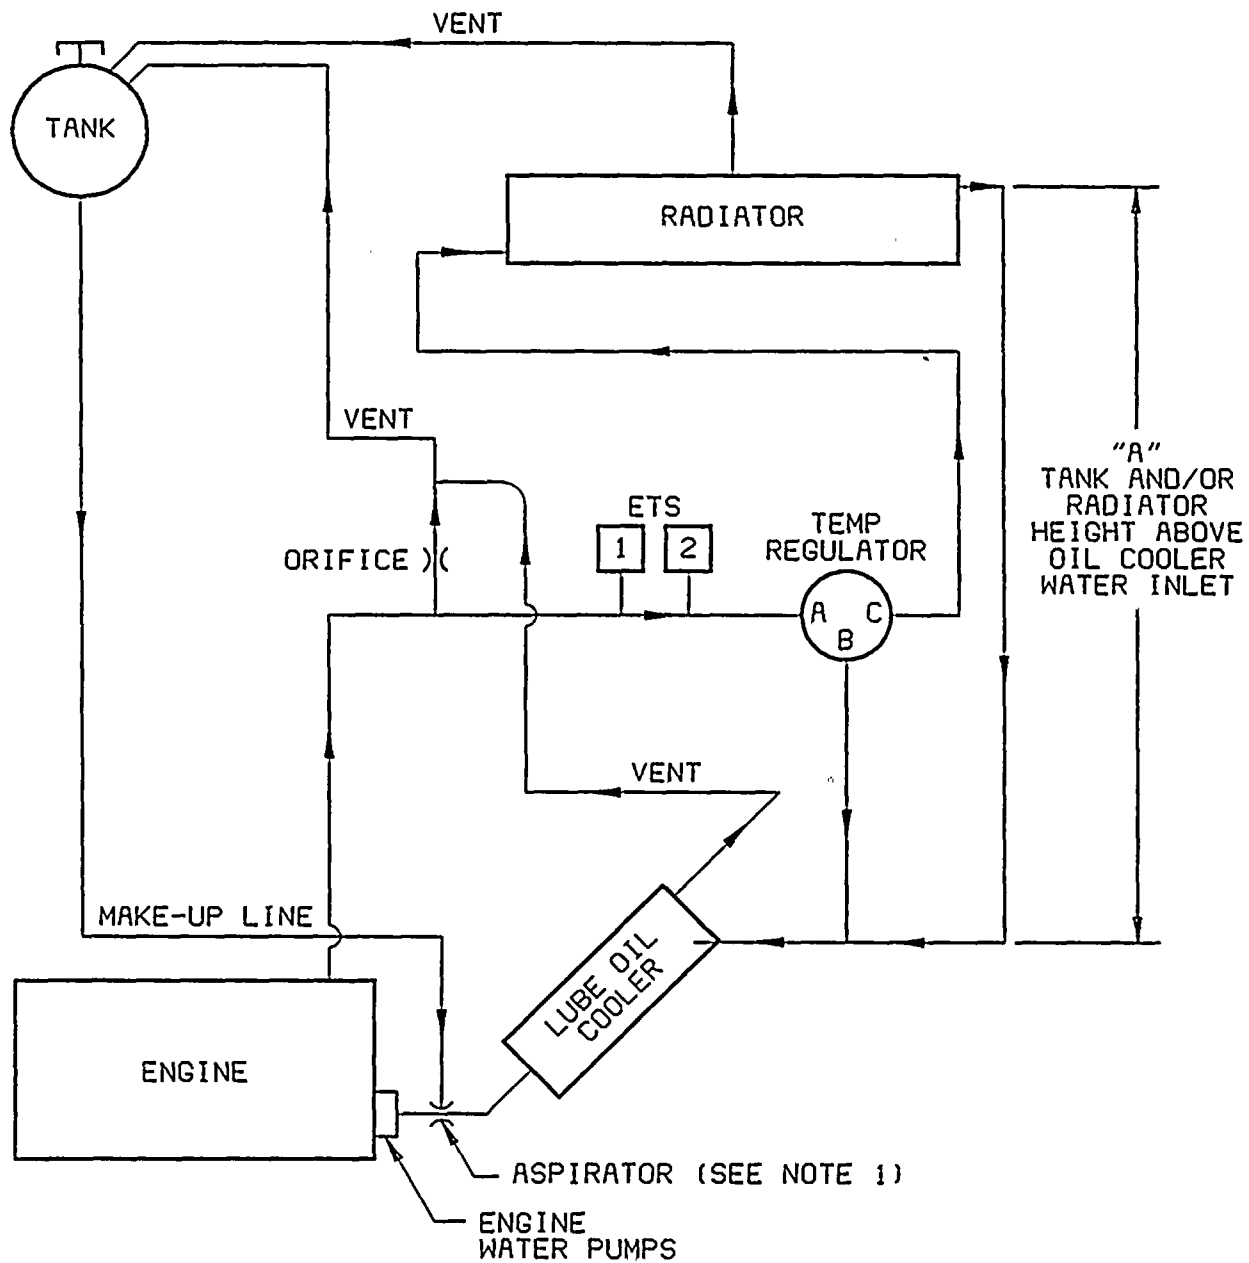 VENT
TANK
RADIATOR
VENT
"A"
TANK AND/OR
RADIATOR
HEIGHT ABOVE
OIL COOLER
WATER INLET
ETS
1 2
TEMP
REGULATOR
ORIFICE
A C
B
VENT
MAKE-UP LINE
LUBE OIL
COOLER
ENGINE
ASPIRATOR (SEE NOTE 1)
ENGINE
WATER PUMPS